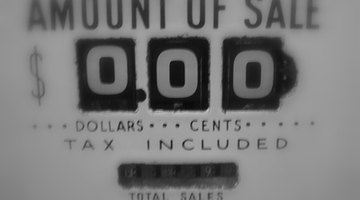 AMOUNT OF SALE
$ 0.00
DOLLARS ••• CENTS
TAX INCLUDED
TOTAL SALES